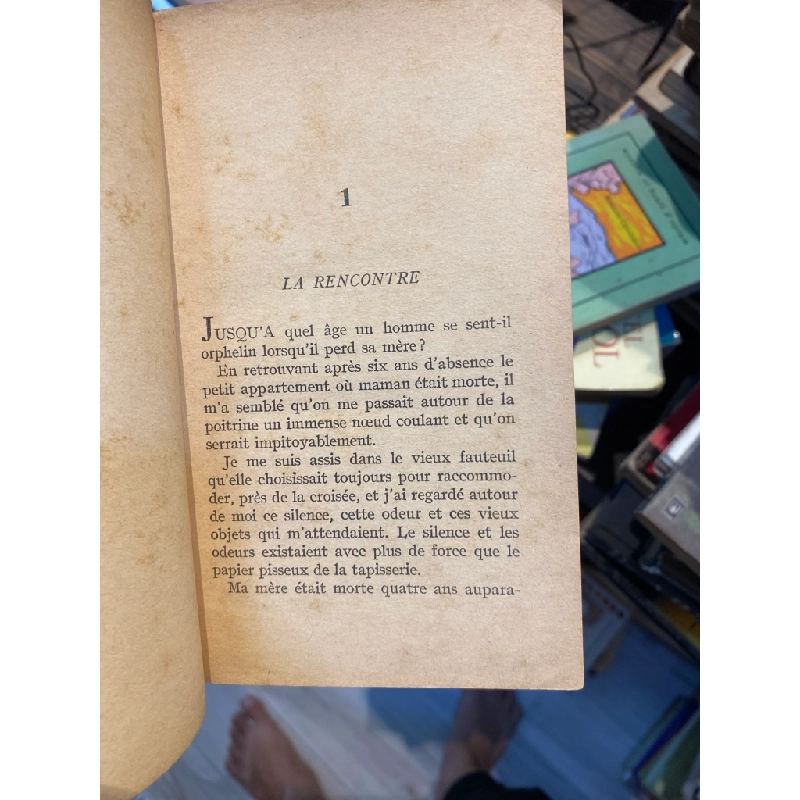 1
LA RENCONTRE
JUSQU'A quel âge un homme se sent-il
orphelin lorsqu'il perd sa mère?
En retrouvant après six ans d'absence le
petit appartement où maman était morte, il
m'a semblé qu'on me passait autour de la
poitrine un immense nœud coulant et qu'on
serrait impitoyablement.
Je me suis assis dans le vieux fauteuil
qu'elle choisissait toujours pour raccommo-
der, près de la croisée, et j'ai regardé autour
de moi ce silence, cette odeur et ces vieux
objets qui m'attendaient. Le silence et les
odeurs existaient avec plus de force que le
papier pisseux de la tapisserie.
Ma mère était morte quatre ans aupara-